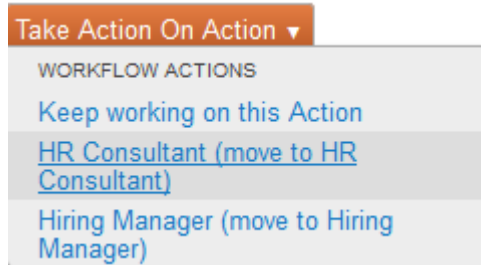 Take Action On Action ▾
WORKFLOW ACTIONS
Keep working on this Action
HR Consultant (move to HR
Consultant)
Hiring Manager (move to Hiring
Manager)